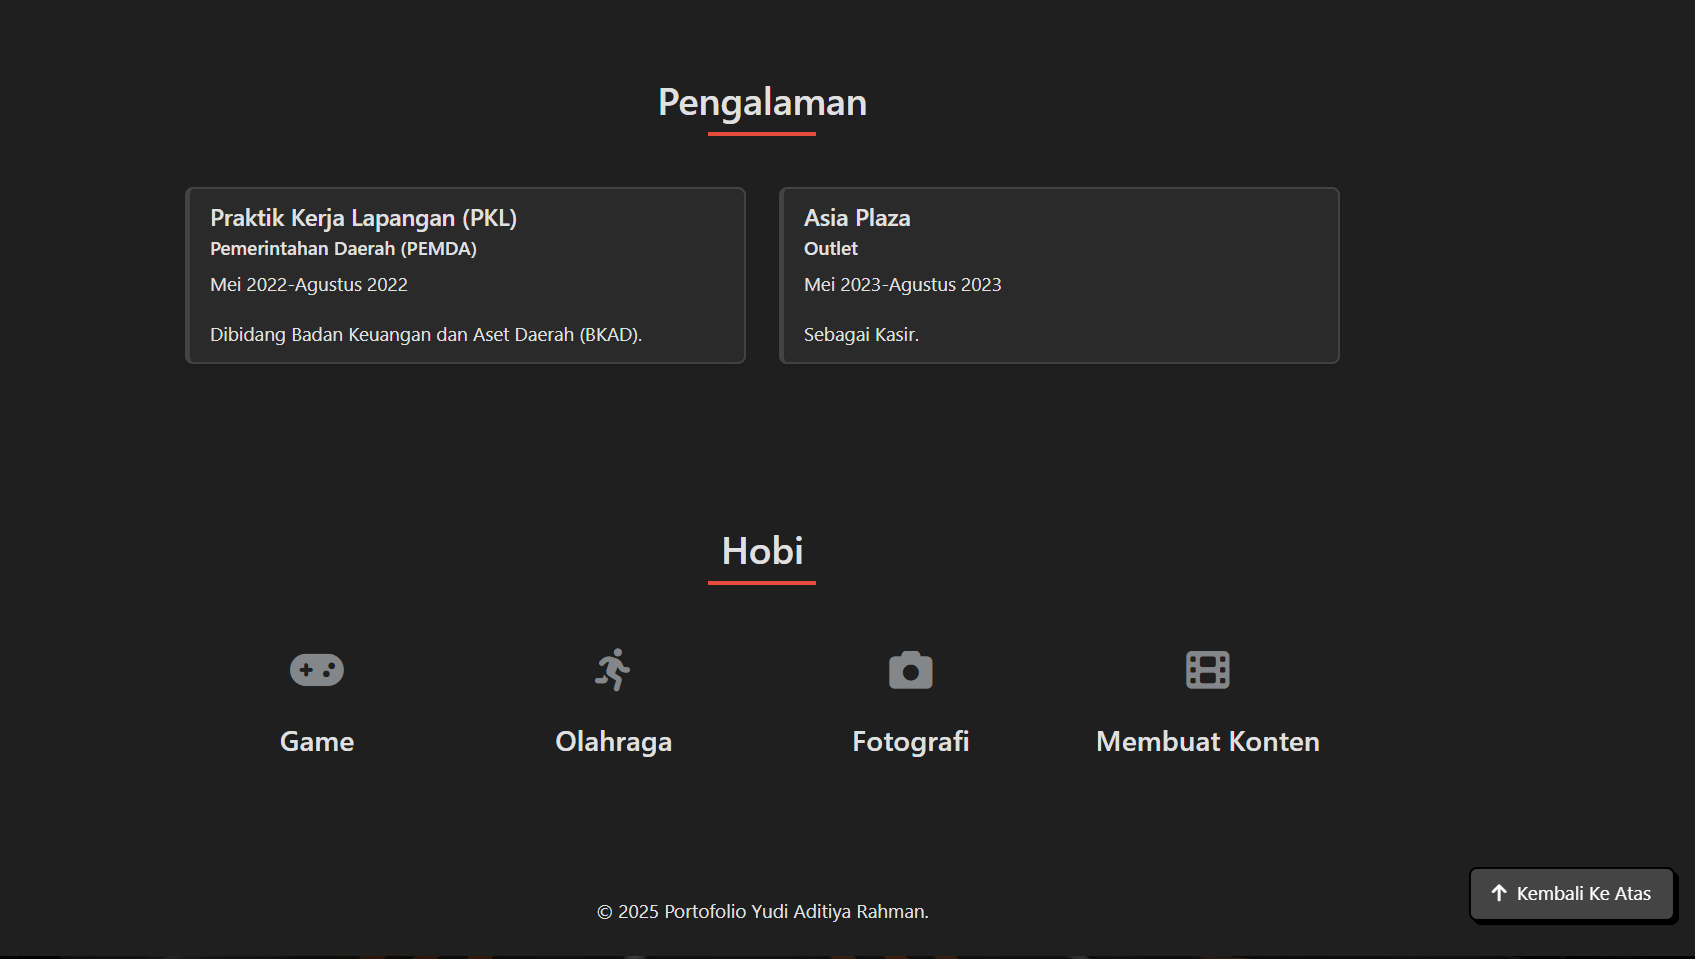 Pengalaman
Praktik Kerja Lapangan (PKL)
Pemerintahan Daerah (PEMDA)
Mei 2022-Agustus 2022
Dibidang Badan Keuangan dan Aset Daerah (BKAD).
Asia Plaza
Outlet
Mei 2023-Agustus 2023
Sebagai Kasir.
Hobi
Game
Olahraga
Fotografi
Membuat Konten
Kembali Ke Atas
© 2025 Portofolio Yudi Aditiya Rahman.